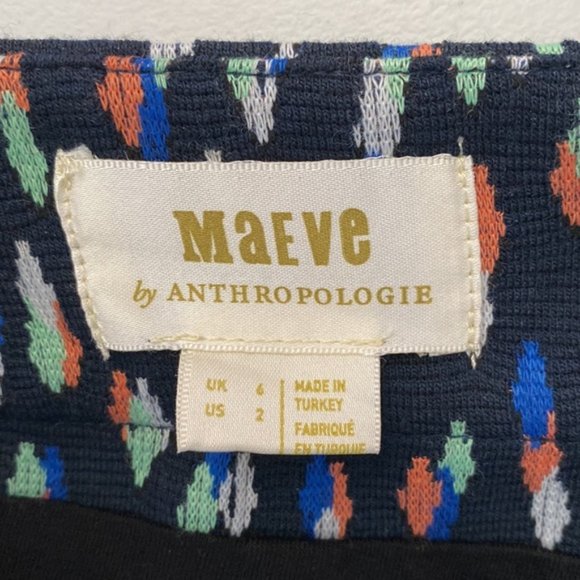 MaEVe
by ANTHROPOLOGIE
UK 6
US 2
MADE IN
TURKEY
FABRIQUÉ
EN TURQUIE